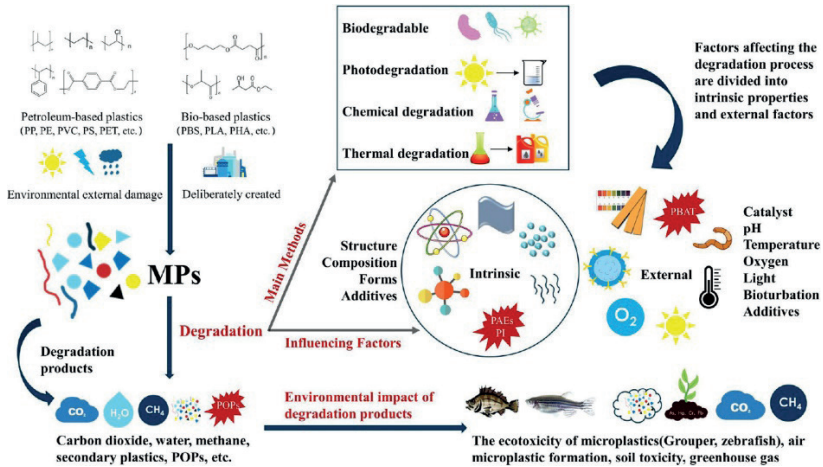 Petroleum-based plastics
(PP, PE, PVC, PS, PET, etc.)
Bio-based plastics
(PBS, PLA, PHA, etc.)
Environmental external damage
Deliberately created
MPs
Degradation
products
Degradation
Main Methods
Influencing Factors
Biodegradable
Photodegradation
Chemical degradation
Thermal degradation
Factors affecting the
degradation process
are divided into
intrinsic properties
and external factors
Structure
Composition
Forms
Additives
Intrinsic
PAEs
PI
PBAT
External
O2
Catalyst
pH
Temperature
Oxygen
Light
Bioturbation
Additives
CO,
H2O
CH4
POPs
Carbon dioxide, water, methane,
secondary plastics, POPs, etc.
Environmental impact of
degradation products
CO,
CH4
The ecotoxicity of microplastics(Grouper, zebrafish), air
microplastic formation, soil toxicity, greenhouse gas